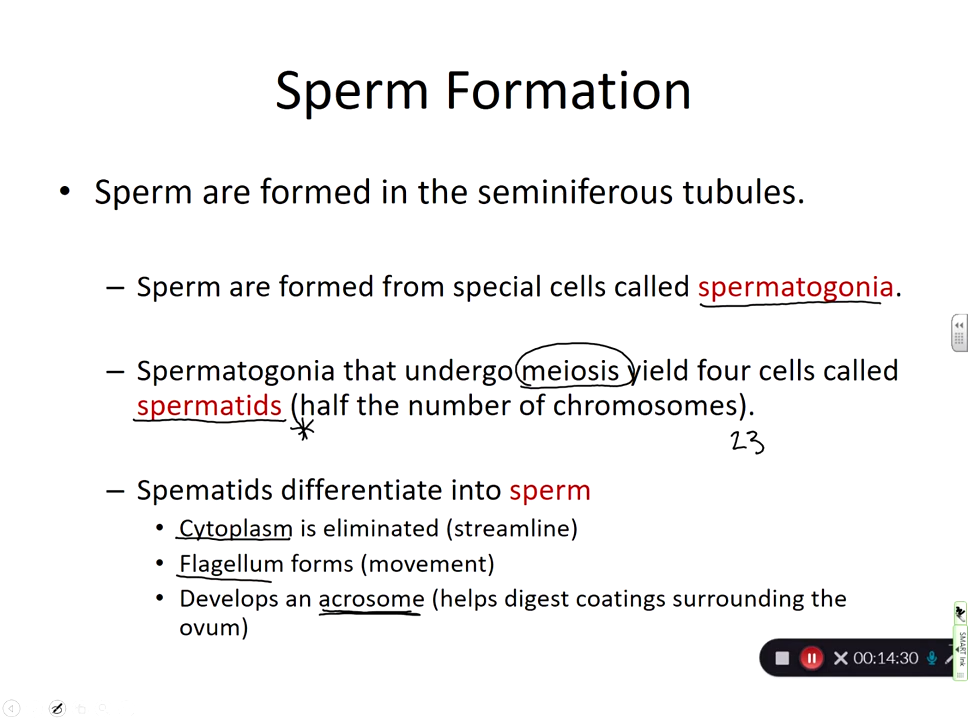 Sperm Formation
• Sperm are formed in the seminiferous tubules.
– Sperm are formed from special cells called spermatogonia.
– Spermatogonia that undergo meiosis yield four cells called
spermatids (half the number of chromosomes).
23
– Spematids differentiate into sperm
• Cytoplasm is eliminated (streamline)
• Flagellum forms (movement)
• Develops an acrosome (helps digest coatings surrounding the
ovum)
00:14:30
SMART Ink